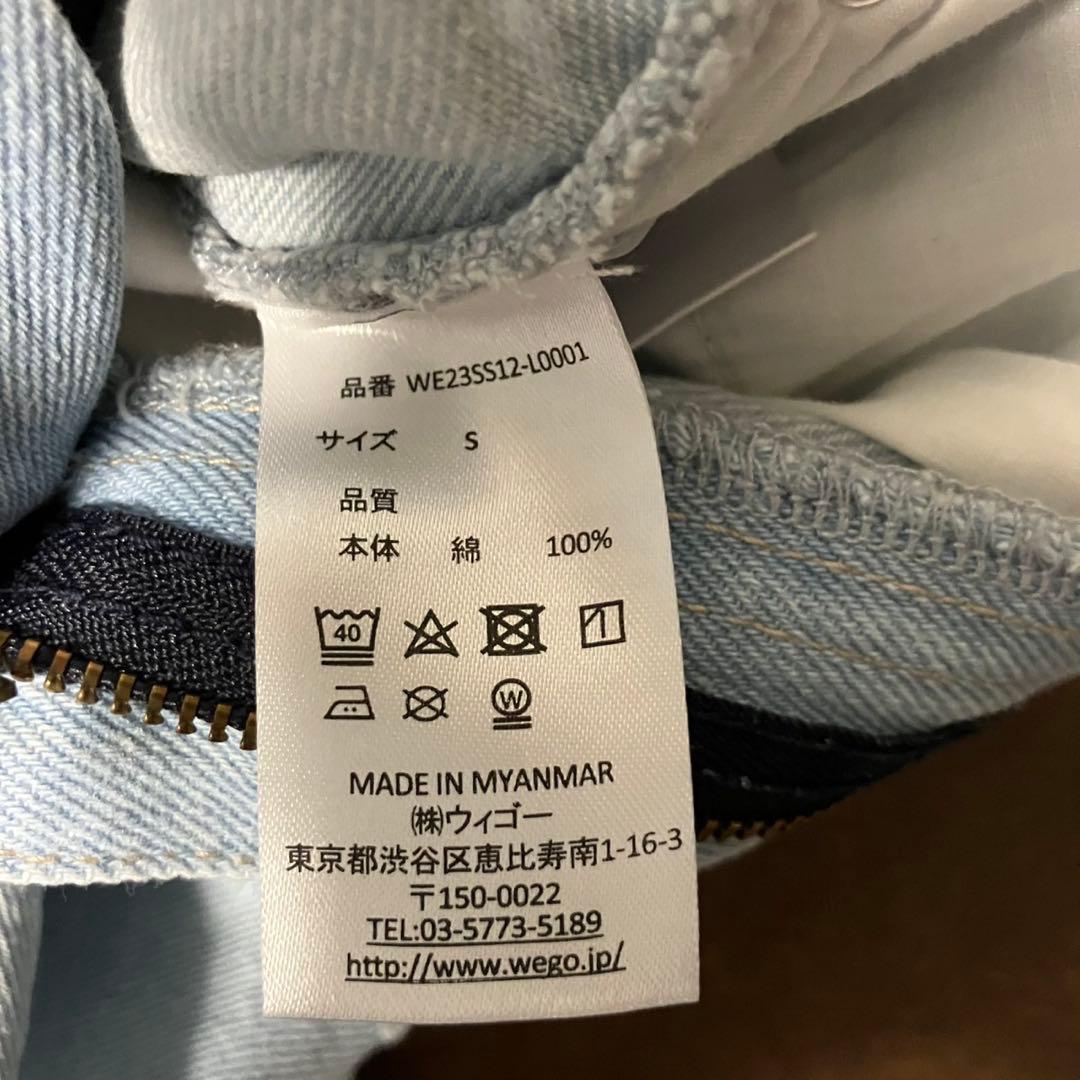 品番 WE23SS12-L0001
サイズ S
品質
本体 綿 100%
40
W
MADE IN MYANMAR
㈱ウィゴー
東京都渋谷区恵比寿南1-16-3
〒150-0022
TEL:03-5773-5189
http://www.wego.jp/